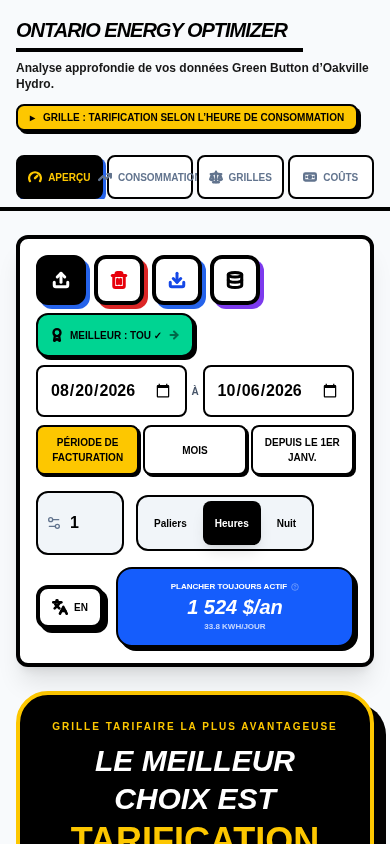 ONTARIO ENERGY OPTIMIZER
Analyse approfondie de vos données Green Button d'Oakville
Hydro.
► GRILLE : TARIFICATION SELON L'HEURE DE CONSOMMATION
APERÇU
CONSOMMATION
GRILLES
COÛTS
MEILLEUR : TOU ✓ →
08/20/2026
À
10/06/2026
PÉRIODE DE
FACTURATION
MOIS
DEPUIS LE 1ER
JANV.
1
Paliers
Heures
Nuit
EN
PLANCHER TOUJOURS ACTIF
1 524 $/an
33.8 KWH/JOUR
GRILLE TARIFAIRE LA PLUS AVANTAGEUSE
LE MEILLEUR
CHOIX EST
TARIFICATION